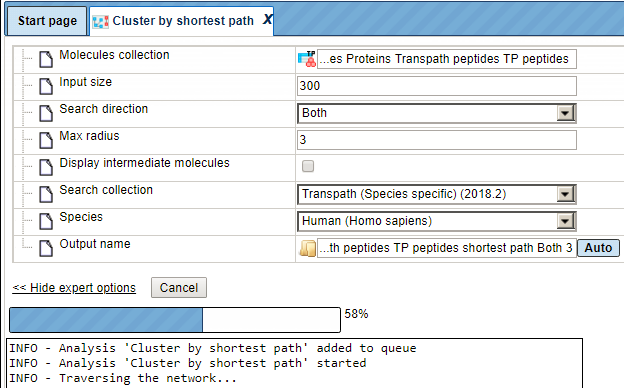 Start page
Cluster by shortest path X
Molecules collection
TP
...es Proteins Transpath peptides TP peptides
Input size
300
Search direction
Both
Max radius
3
Display intermediate molecules
Search collection
Transpath (Species specific) (2018.2)
Species
Human (Homo sapiens)
Output name
...th peptides TP peptides shortest path Both 3
Auto
<< Hide expert options
Cancel
58%
INFO - Analysis 'Cluster by shortest path' added to queue
INFO - Analysis 'Cluster by shortest path' started
INFO - Traversing the network...